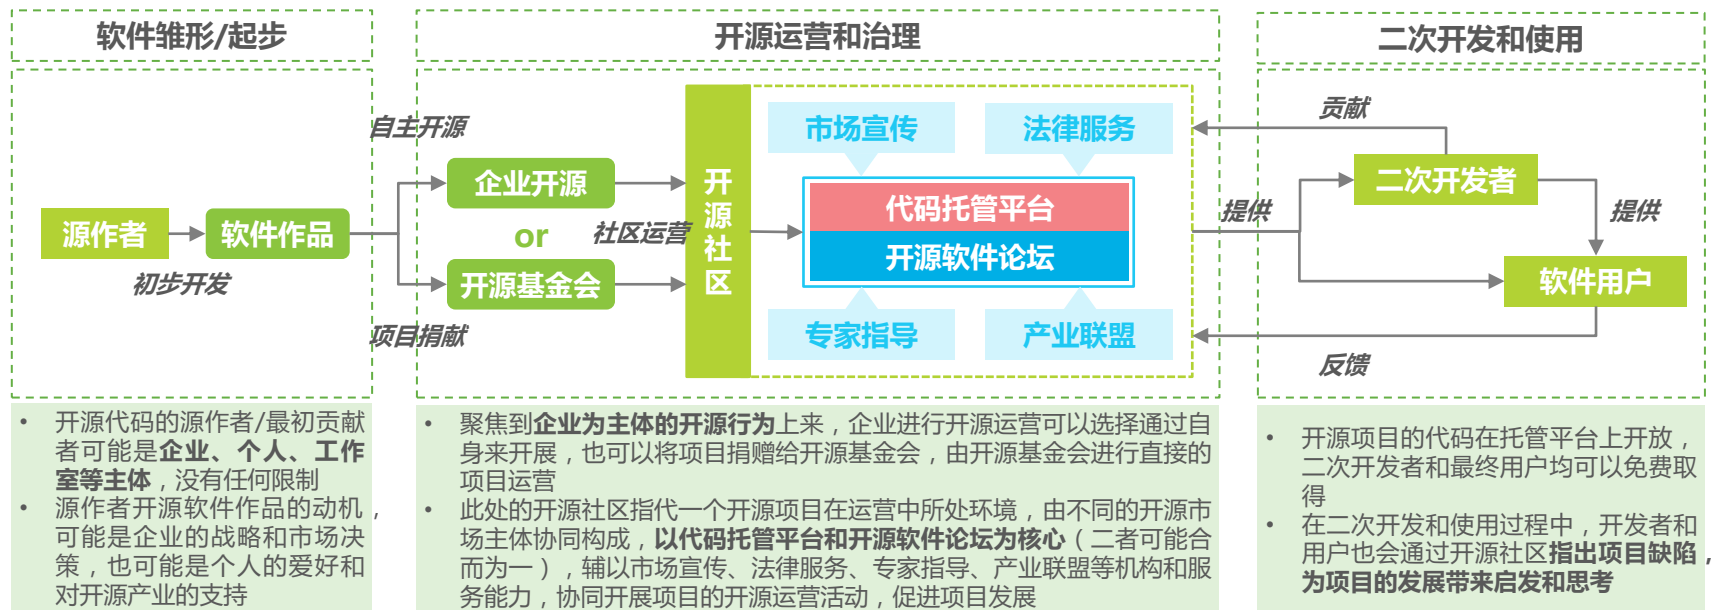 软件雏形/起步
开源运营和治理
二次开发和使用
源作者
软件作品
初步开发
自主开源
项目捐献
企业开源
or
开源基金会
社区运营
开源社区
市场宣传
法律服务
代码托管平台
开源软件论坛
专家指导
产业联盟
提供
贡献
二次开发者
提供
软件用户
反馈
• 开源代码的源作者/最初贡献
者可能是企业、个人、工作
室等主体，没有任何限制
• 源作者开源软件作品的动机，
可能是企业的战略和市场决
策，也可能是个人的爱好和
对开源产业的支持
• 聚焦到企业为主体的开源行为上来，企业进行开源运营可以选择通过自
身来开展，也可以将项目捐赠给开源基金会，由开源基金会进行直接的
项目运营
• 此处的开源社区指代一个开源项目在运营中所处环境，由不同的开源市
场主体协同构成，以代码托管平台和开源软件论坛为核心（二者可能合
而为一），辅以市场宣传、法律服务、专家指导、产业联盟等机构和服
务能力，协同开展项目的开源运营活动，促进项目发展
• 开源项目的代码在托管平台上开放，
二次开发者和最终用户均可以免费取
得
• 在二次开发和使用过程中，开发者和
用户也会通过开源社区指出项目缺陷，
为项目的发展带来启发和思考